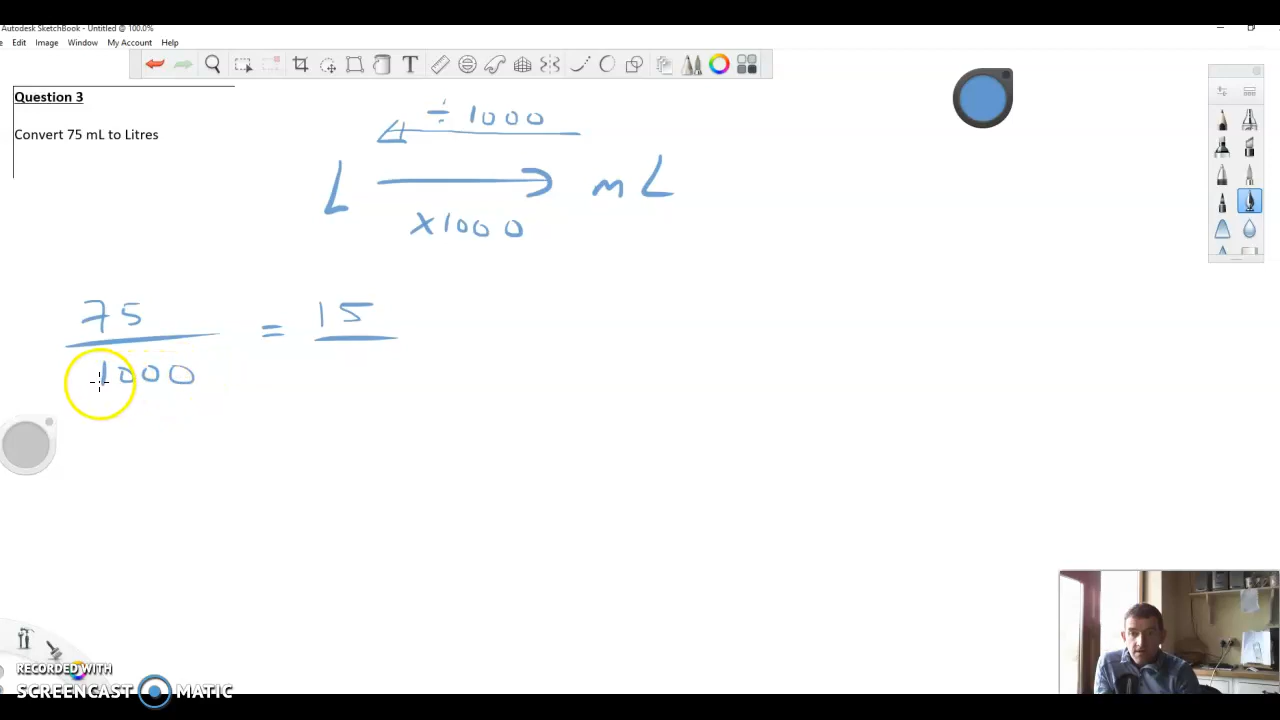 Autodesk SketchBook - Untitled @ 100.0%
Edit Image Window My Account Help
Question 3
Convert 75 mL to Litres
÷ 1000
L mL
X1000
75 = 15
1000
RECORDED WITH
SCREENCAST MATIC